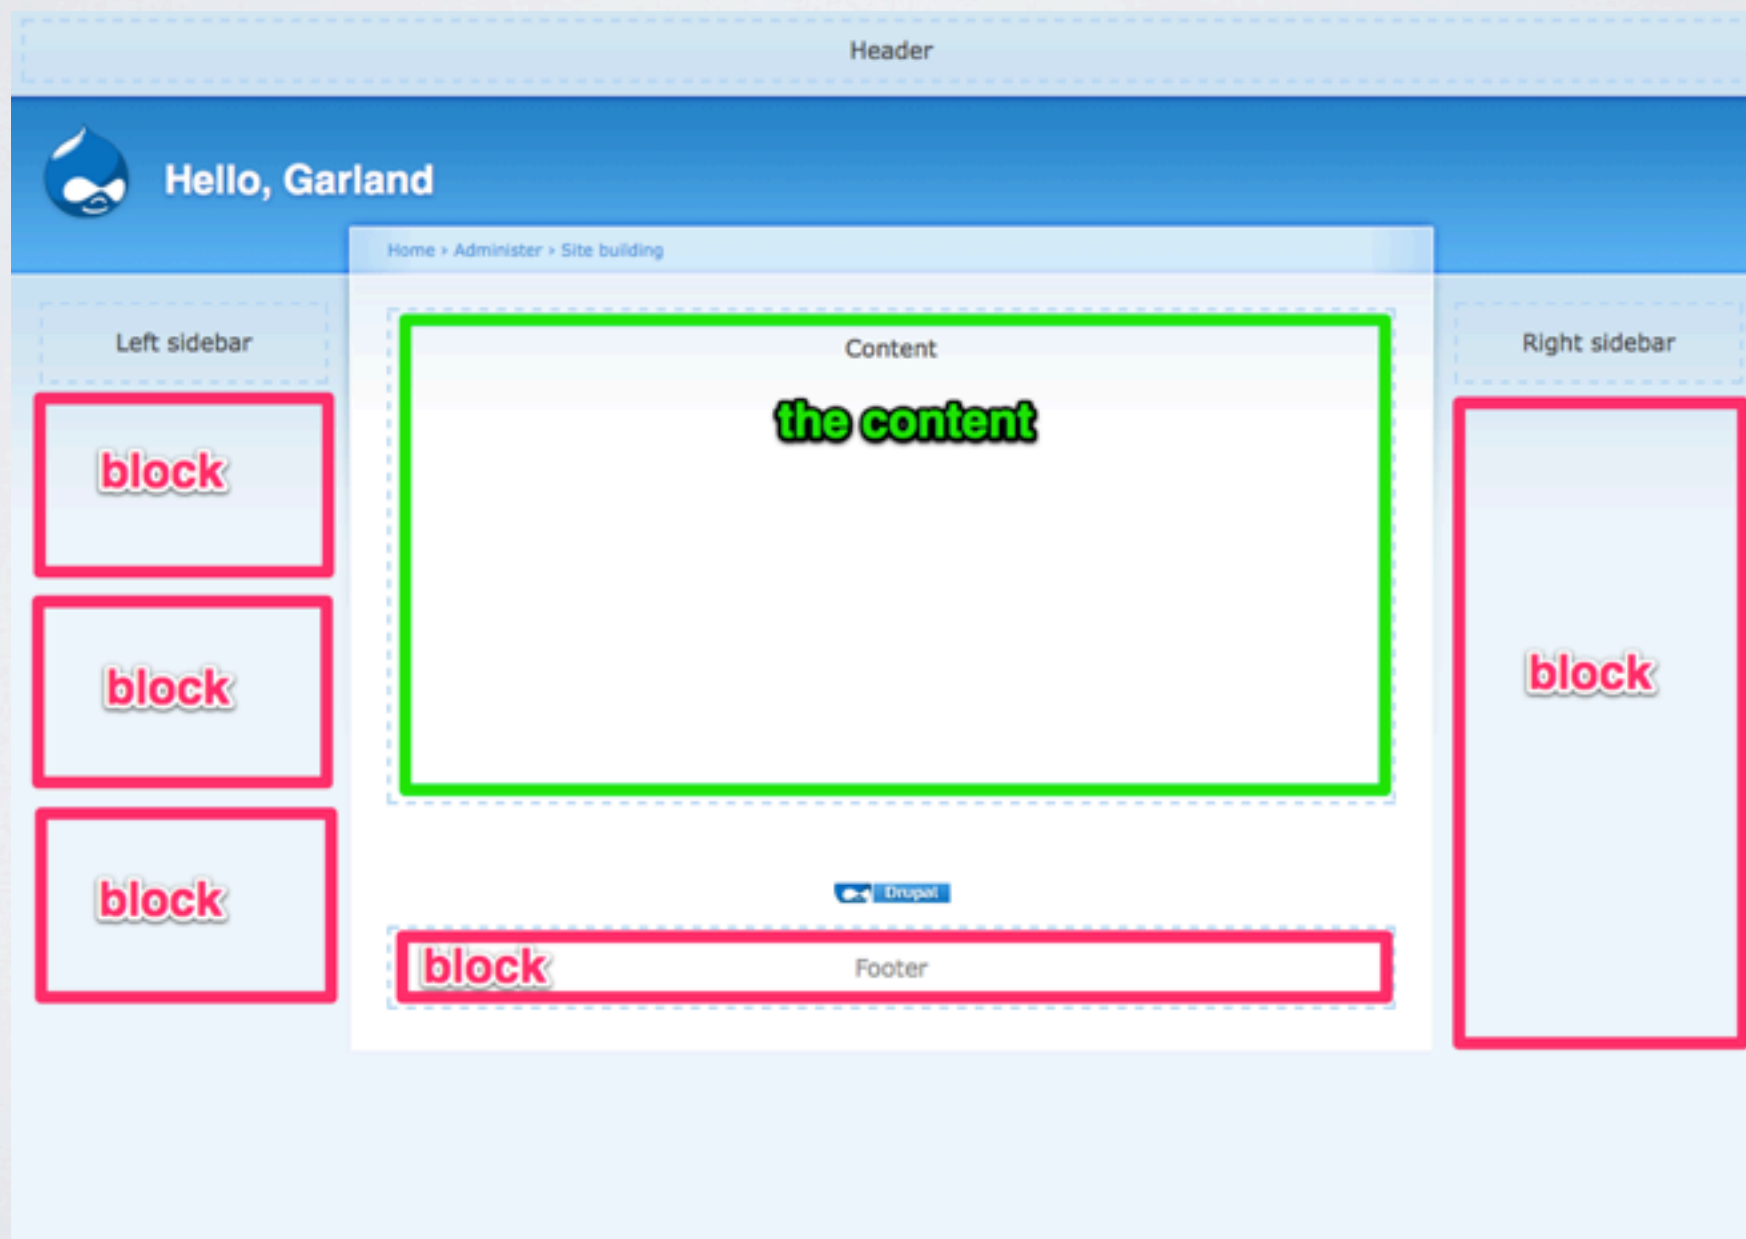 Header
Hello, Garland
Home › Administer › Site building
Left sidebar
Content
Right sidebar
the content
block
block
block
block
Drupal
block
Footer